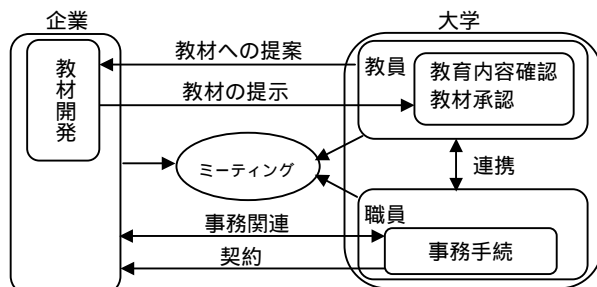 企業
大学
教材開発
教材への提案
教材の提示
教員
教育内容確認
教材承認
ミーティング
連携
職員
事務関連
契約
事務手続